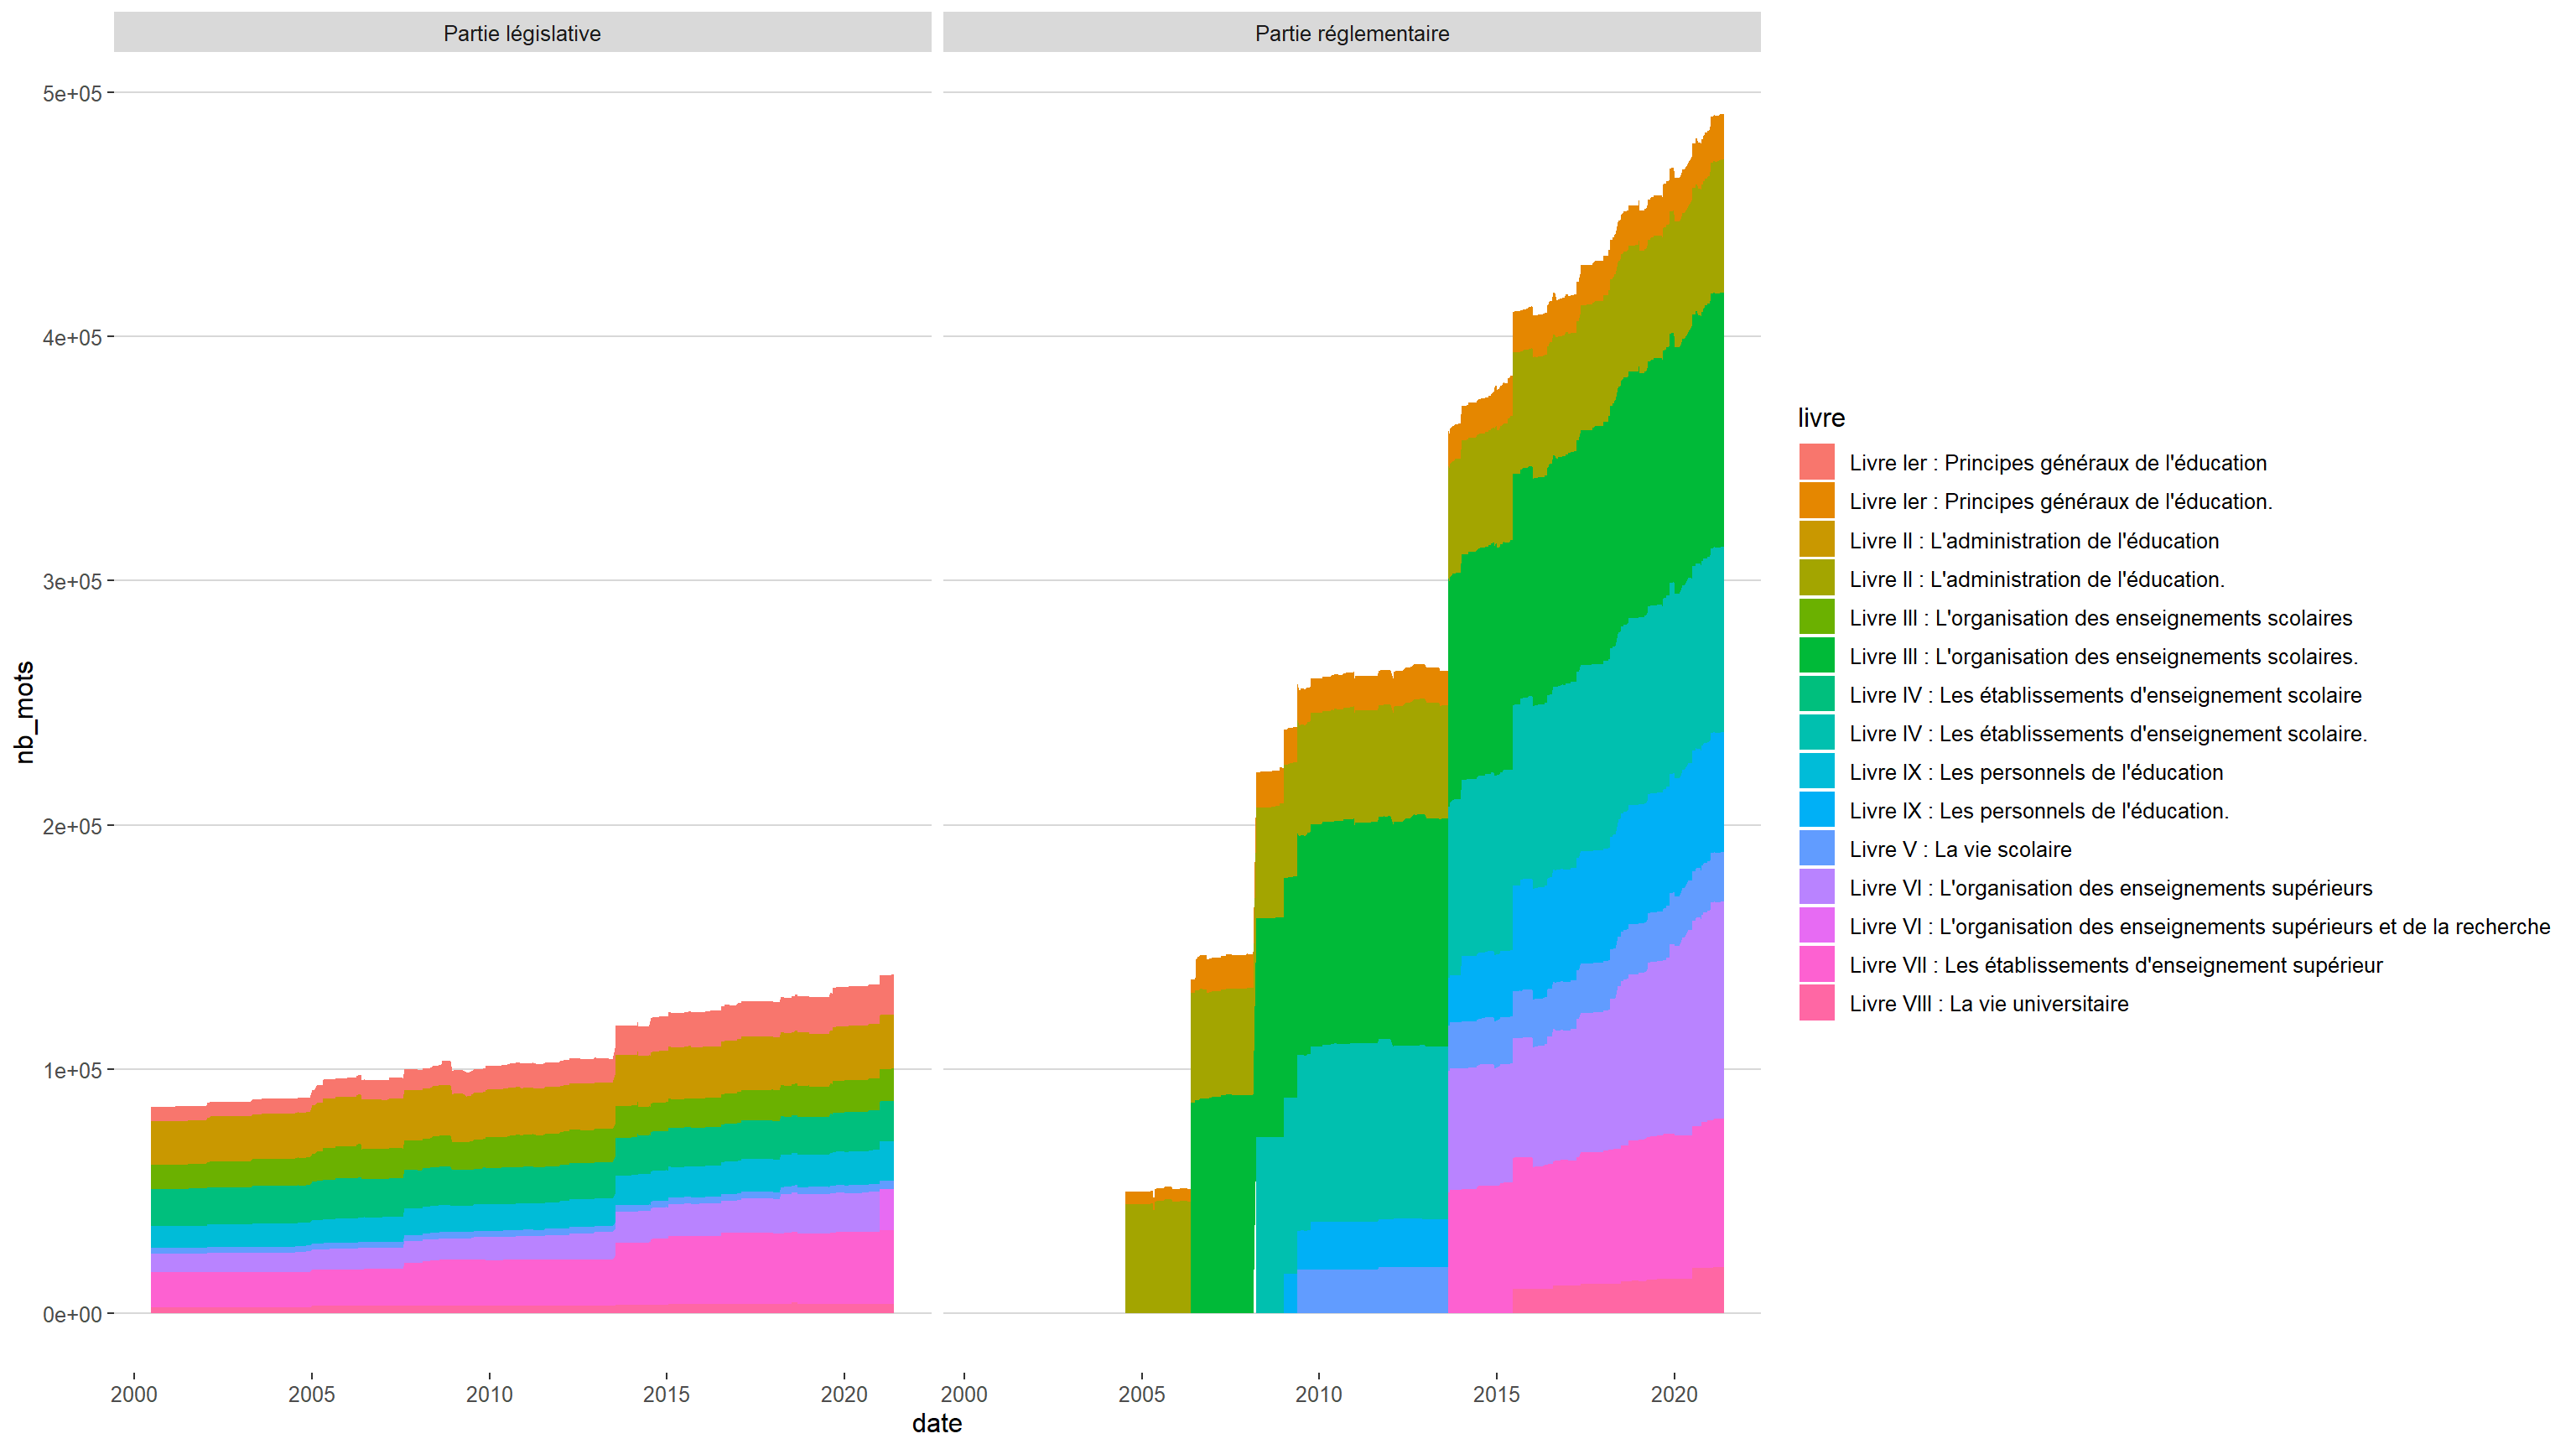 Partie législative
Partie réglementaire
5e+05
4e+05
3e+05
2e+05
1e+05
0e+00
nb_mots
2000
2005
2010
2015
2020
2000
2005
2010
2015
2020
date
livre
Livre Ier : Principes généraux de l'éducation
Livre Ier : Principes généraux de l'éducation.
Livre II : L'administration de l'éducation
Livre II : L'administration de l'éducation.
Livre III : L'organisation des enseignements scolaires
Livre III : L'organisation des enseignements scolaires.
Livre IV : Les établissements d'enseignement scolaire
Livre IV : Les établissements d'enseignement scolaire.
Livre IX : Les personnels de l'éducation
Livre IX : Les personnels de l'éducation.
Livre V : La vie scolaire
Livre VI : L'organisation des enseignements supérieurs
Livre VI : L'organisation des enseignements supérieurs et de la recherche
Livre VII : Les établissements d'enseignement supérieur
Livre VIII : La vie universitaire